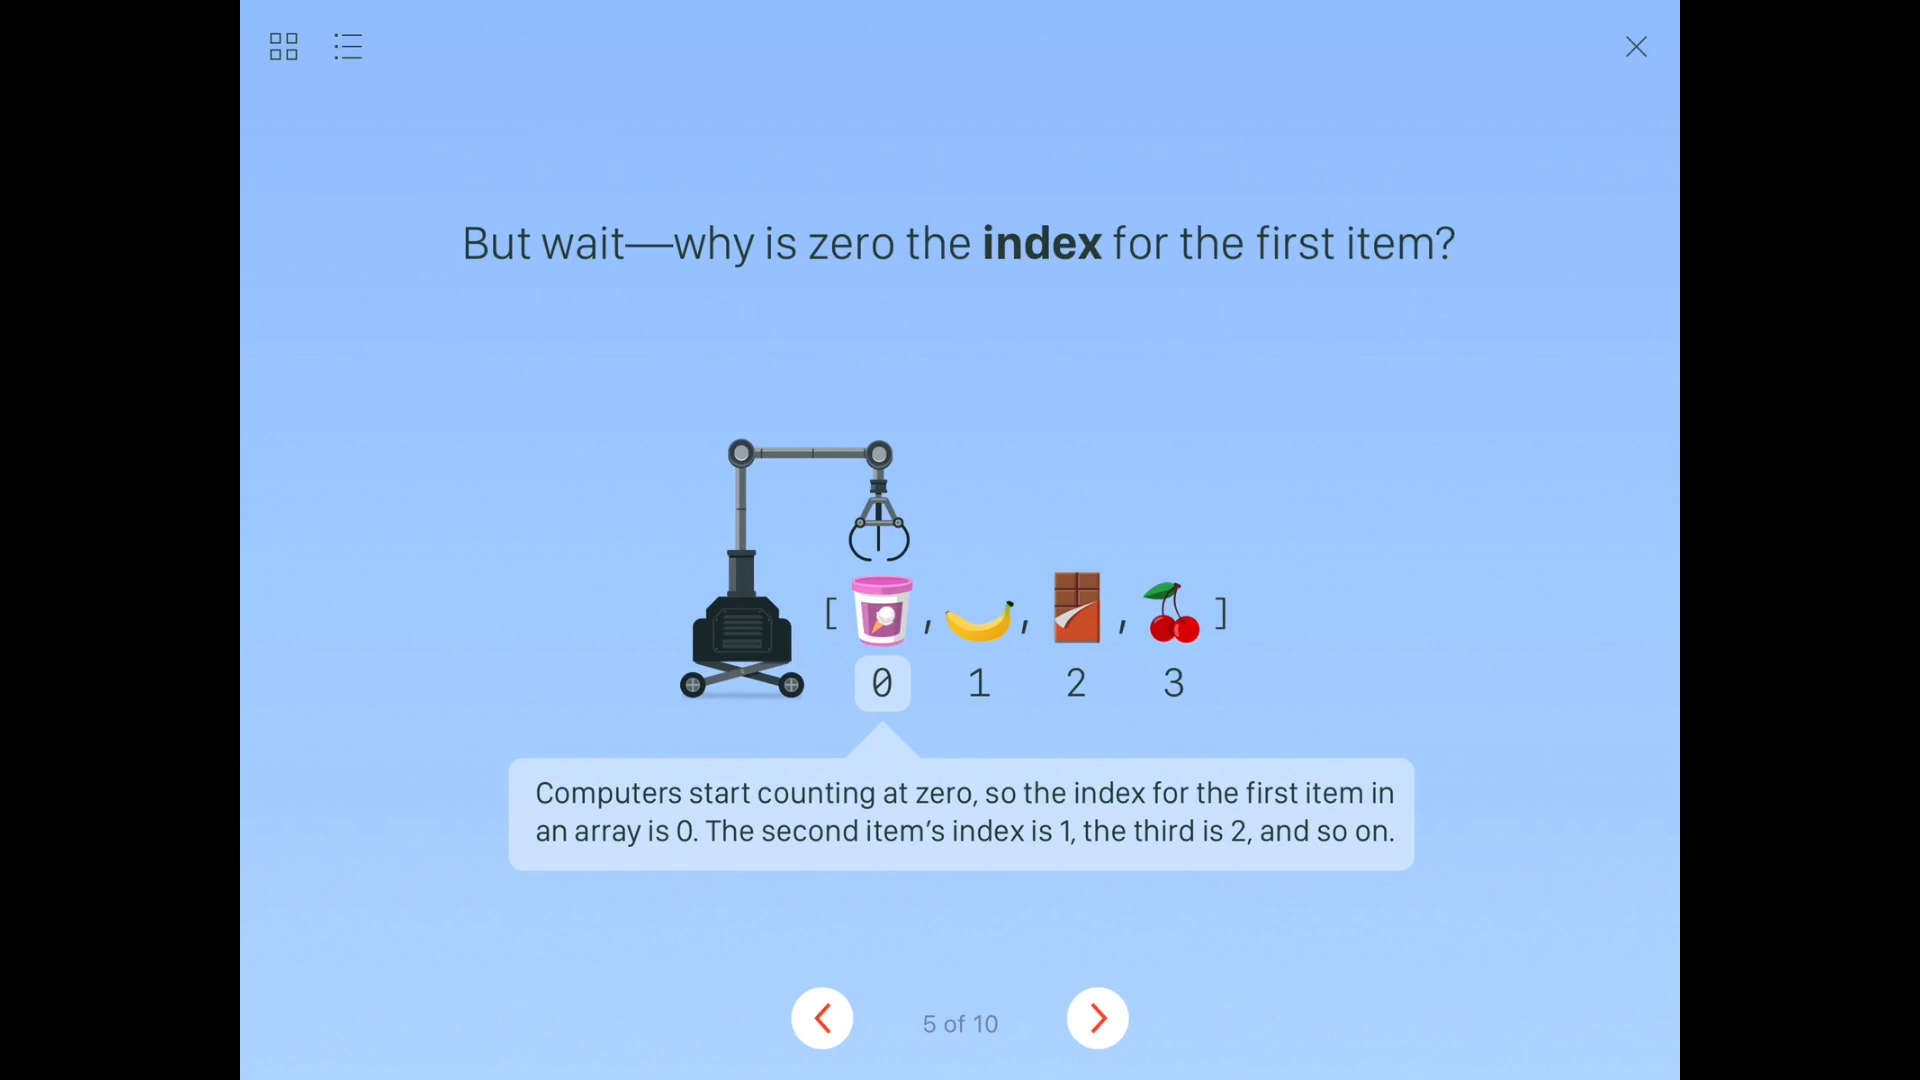 But wait—why is zero the index for the first item?
[ , , , ]
0 1 2 3
Computers start counting at zero, so the index for the first item in
an array is 0. The second item’s index is 1, the third is 2, and so on.
5 of 10